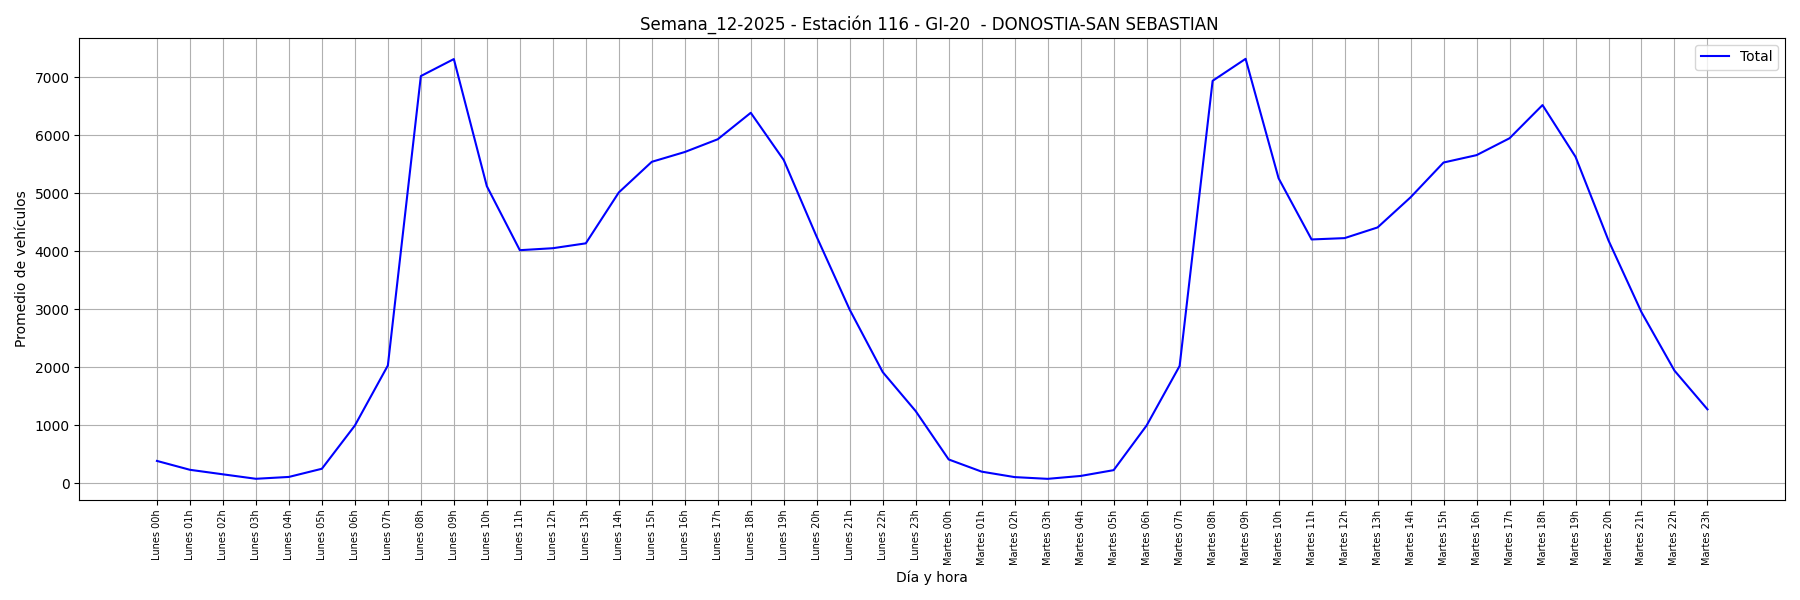 Semana_12-2025 - Estación 116 - GI-20  - DONOSTIA-SAN SEBASTIAN
Total
Promedio de vehículos
7000
6000
5000
4000
3000
2000
1000
0
Lunes 00h
Lunes 01h
Lunes 02h
Lunes 03h
Lunes 04h
Lunes 05h
Lunes 06h
Lunes 07h
Lunes 08h
Lunes 09h
Lunes 10h
Lunes 11h
Lunes 12h
Lunes 13h
Lunes 14h
Lunes 15h
Lunes 16h
Lunes 17h
Lunes 18h
Lunes 19h
Lunes 20h
Lunes 21h
Lunes 22h
Lunes 23h
Martes 00h
Martes 01h
Martes 02h
Martes 03h
Martes 04h
Martes 05h
Martes 06h
Martes 07h
Martes 08h
Martes 09h
Martes 10h
Martes 11h
Martes 12h
Martes 13h
Martes 14h
Martes 15h
Martes 16h
Martes 17h
Martes 18h
Martes 19h
Martes 20h
Martes 21h
Martes 22h
Martes 23h
Día y hora